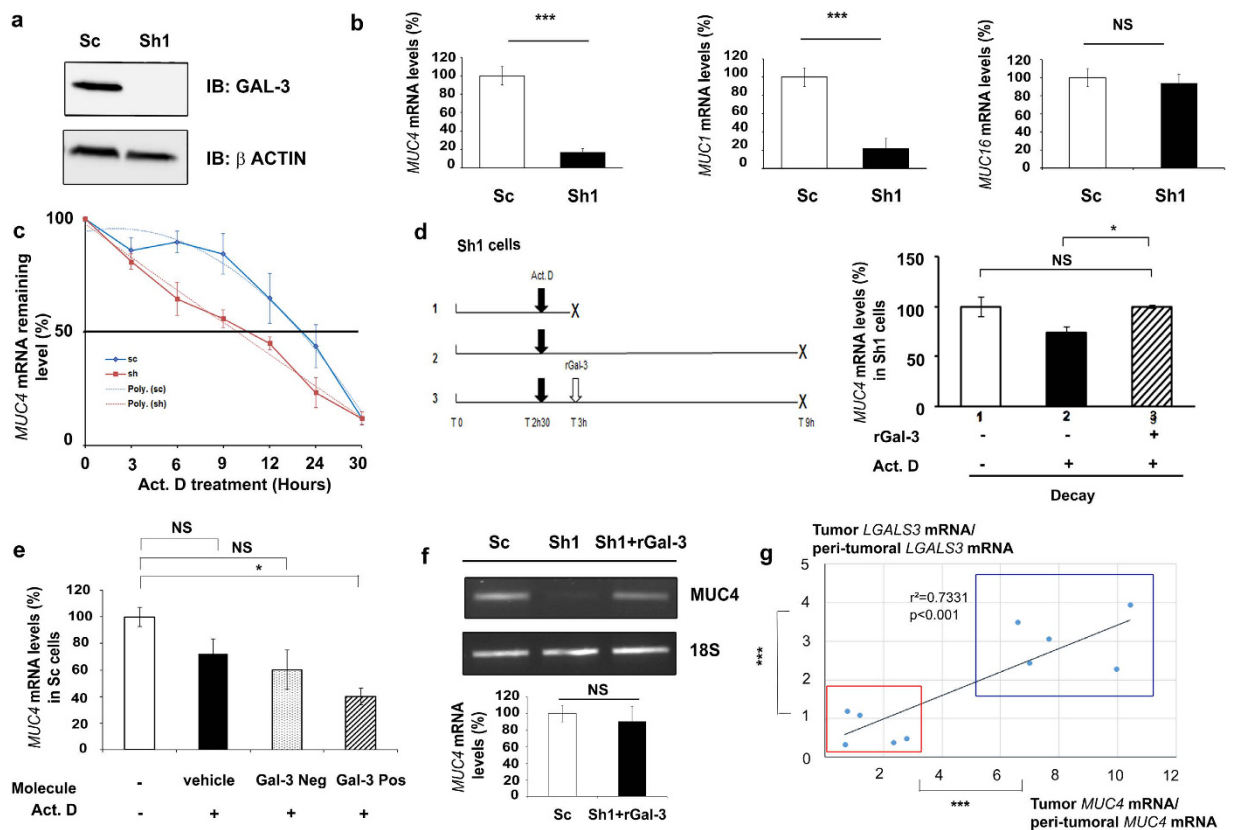 a
Sc Sh1
IB: GAL-3
IB: β ACTIN
b
MUC4 mRNA levels (%)
***
120
100
80
60
40
20
0
Sc Sh1
MUC1 mRNA levels (%)
***
120
100
80
60
40
20
0
Sc Sh1
MUC16 mRNA levels (%)
NS
120
100
80
60
40
20
0
Sc Sh1
c
MUC4 mRNA remaining
level (%)
100
50
0
sc
sh
Poly. (sc)
Poly. (sh)
0 3 6 9 12 24 30
Act. D treatment (Hours)
d
Sh1 cells
Act. D
1 X
2 X
rGal-3
3 X
T 0 T 2h30 T 3h T 9h
MUC4 mRNA levels (%)
in Sh1 cells
*
NS
150
100
50
0
1 2 3
rGal-3 - - +
Act. D - + +
Decay
e
NS
NS
*
MUC4 mRNA levels (%)
in Sc cells
120
100
80
60
40
20
0
Molecule - vehicle Gal-3 Neg Gal-3 Pos
Act. D - + + +
f
Sc Sh1 Sh1+rGal-3
MUC4
18S
MUC4 mRNA
levels (%)
NS
120
100
80
60
40
20
0
Sc Sh1+rGal-3
g
Tumor LGALS3 mRNA/
peri-tumoral LGALS3 mRNA
r²=0.7331
p<0.001
***
5
4
3
2
1
0
2 4 6 8 10 12
***
Tumor MUC4 mRNA/
peri-tumoral MUC4 mRNA